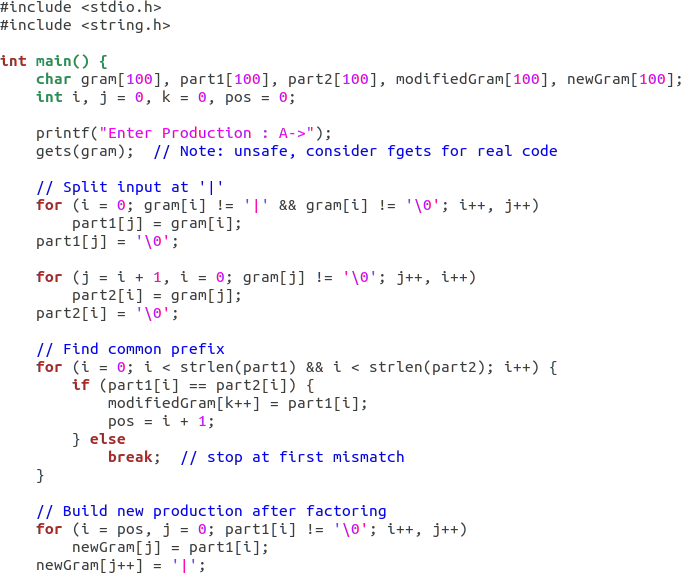 #include <stdio.h>
#include <string.h>

int main() {
    char gram[100], part1[100], part2[100], modifiedGram[100], newGram[100];
    int i, j = 0, k = 0, pos = 0;

    printf("Enter Production : A->");
    gets(gram);  // Note: unsafe, consider fgets for real code

    // Split input at '|'
    for (i = 0; gram[i] != '|' && gram[i] != '\0'; i++, j++)
        part1[j] = gram[i];
    part1[j] = '\0';

    for (j = i + 1, i = 0; gram[j] != '\0'; j++, i++)
        part2[i] = gram[j];
    part2[i] = '\0';

    // Find common prefix
    for (i = 0; i < strlen(part1) && i < strlen(part2); i++) {
        if (part1[i] == part2[i]) {
            modifiedGram[k++] = part1[i];
            pos = i + 1;
        } else
            break;  // stop at first mismatch
    }

    // Build new production after factoring
    for (i = pos, j = 0; part1[i] != '\0'; i++, j++)
        newGram[j] = part1[i];
    newGram[j++] = '|';